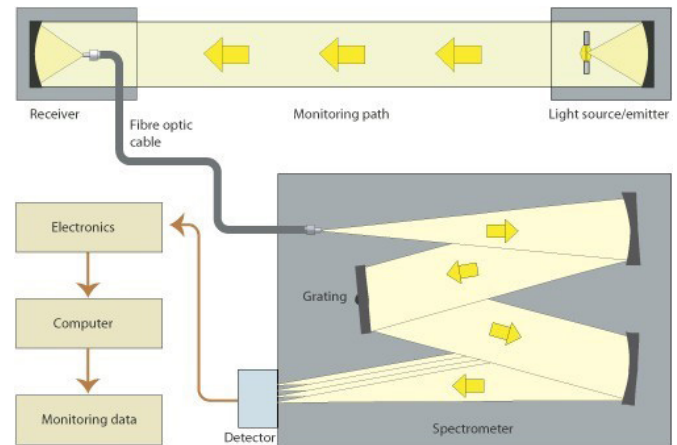 Receiver
Monitoring path
Light source/emitter
Fibre optic
cable
Electronics
Grating
Computer
Monitoring data
Detector
Spectrometer